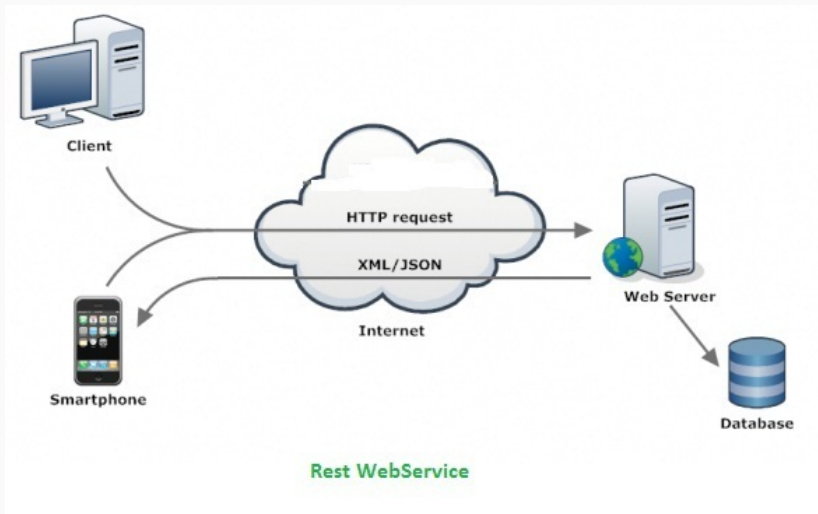 Client
HTTP request
XML/JSON
Internet
Web Server
Smartphone
Database
Rest WebService